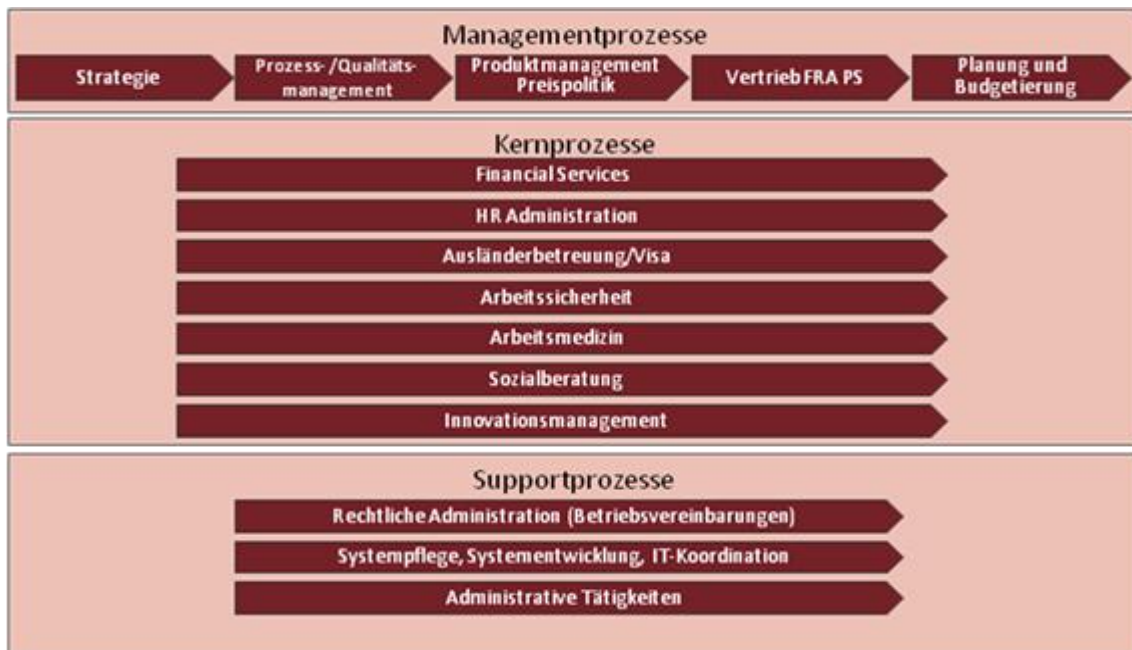 Managementprozesse
Strategie
Prozess-/Qualitäts-
management
Produktmanagement
Preispolitik
Vertrieb FRA PS
Planung und
Budgetierung
Kernprozesse
Financial Services
HR Administration
Ausländerbetreuung/Visa
Arbeitssicherheit
Arbeitsmedizin
Sozialberatung
Innovationsmanagement
Supportprozesse
Rechtliche Administration (Betriebsvereinbarungen)
Systempflege, Systementwicklung, IT-Koordination
Administrative Tätigkeiten